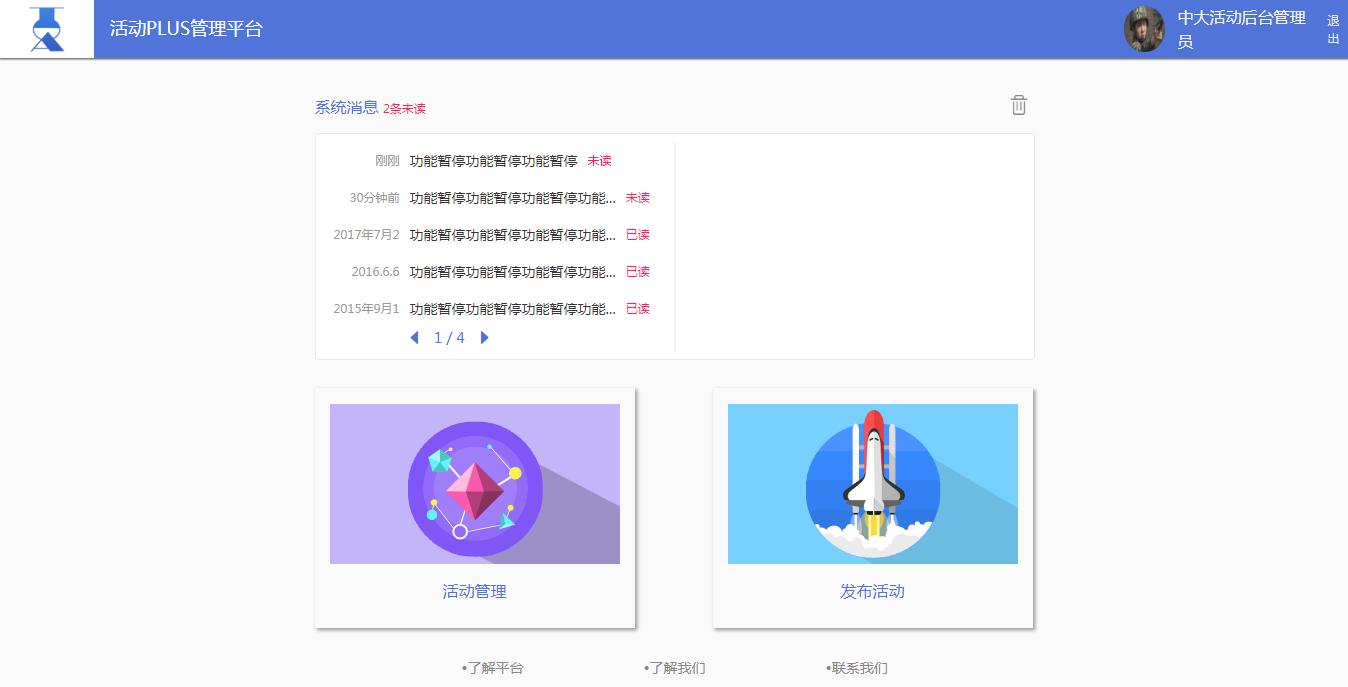 活动PLUS管理平台
中大活动后台管理
员
退
出
系统消息 2条未读
刚刚 功能暂停功能暂停功能暂停 未读
30分钟前 功能暂停功能暂停功能暂停功能... 未读
2017年7月2 功能暂停功能暂停功能暂停功能... 已读
2016.6.6 功能暂停功能暂停功能暂停功能... 已读
2015年9月1 功能暂停功能暂停功能暂停功能... 已读
1 / 4
活动管理 发布活动
•了解平台 •了解我们 •联系我们